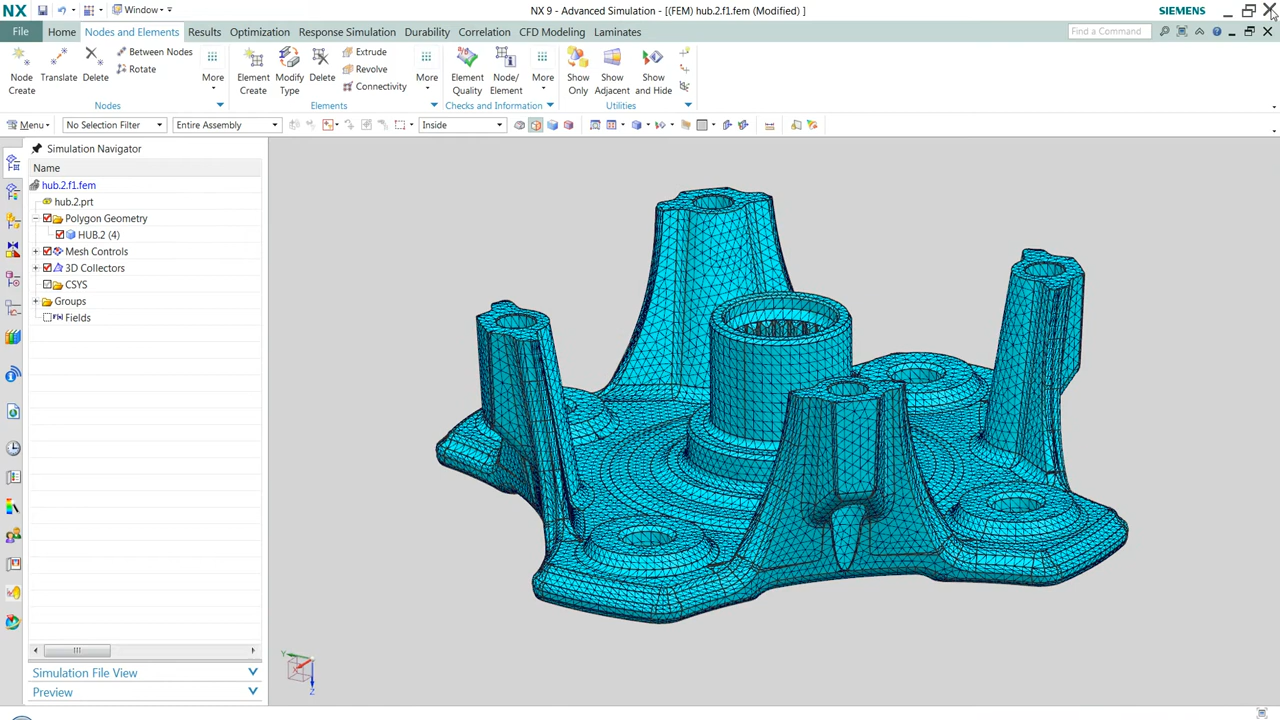 NX Window NX 9 - Advanced Simulation - [(FEM) hub.2.f1.fem (Modified) ] SIEMENS
File Home Nodes and Elements Results Optimization Response Simulation Durability Correlation CFD Modeling Laminates Find a Command
Node Create
Translate
Delete
Between Nodes
Rotate
More
Nodes
Element Create
Modify Type
Delete
Extrude
Revolve
Connectivity
More
Elements
Element Quality
Node/ Element
More
Checks and Information
Show Only
Show Adjacent
Show and Hide
Utilities
Menu No Selection Filter Entire Assembly Inside
Simulation Navigator
Name
hub.2.f1.fem
hub.2.prt
Polygon Geometry
HUB.2 (4)
Mesh Controls
3D Collectors
CSYS
Groups
Fields
Simulation File View
Preview
Y
X
Z